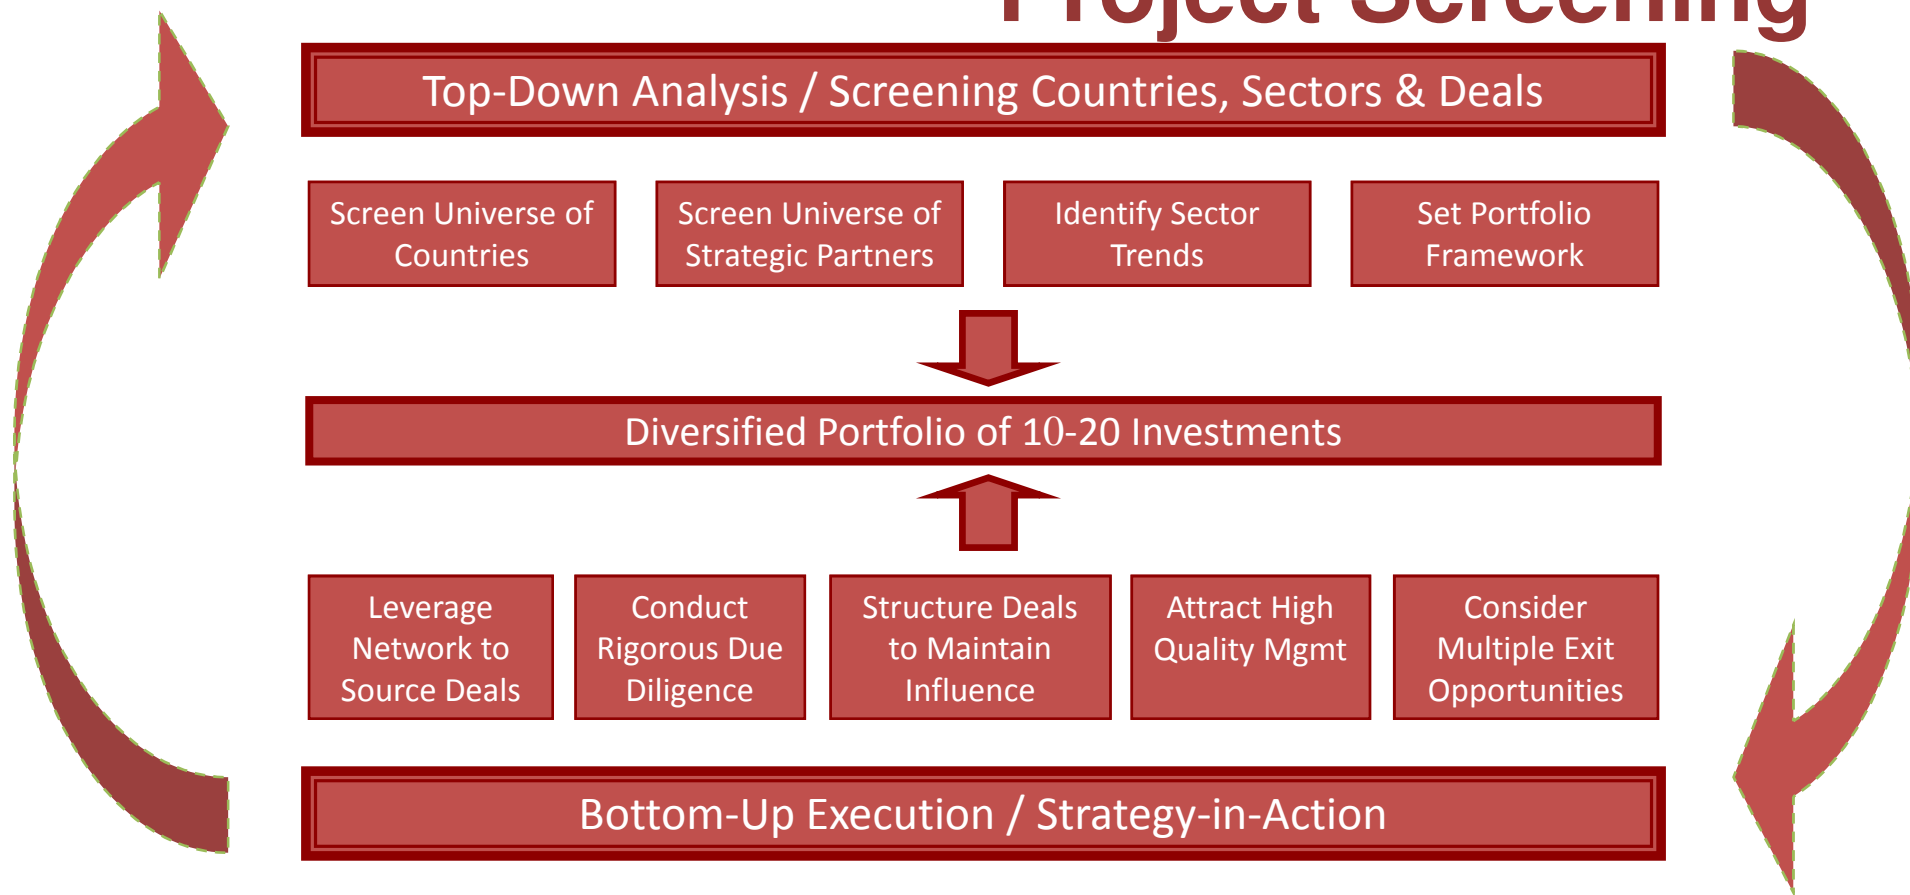 Project Screening
Top-Down Analysis / Screening Countries, Sectors & Deals
Screen Universe of
Countries
Screen Universe of
Strategic Partners
Identify Sector
Trends
Set Portfolio
Framework
Diversified Portfolio of 10-20 Investments
Leverage
Network to
Source Deals
Conduct
Rigorous Due
Diligence
Structure Deals
to Maintain
Influence
Attract High
Quality Mgmt
Consider
Multiple Exit
Opportunities
Bottom-Up Execution / Strategy-in-Action